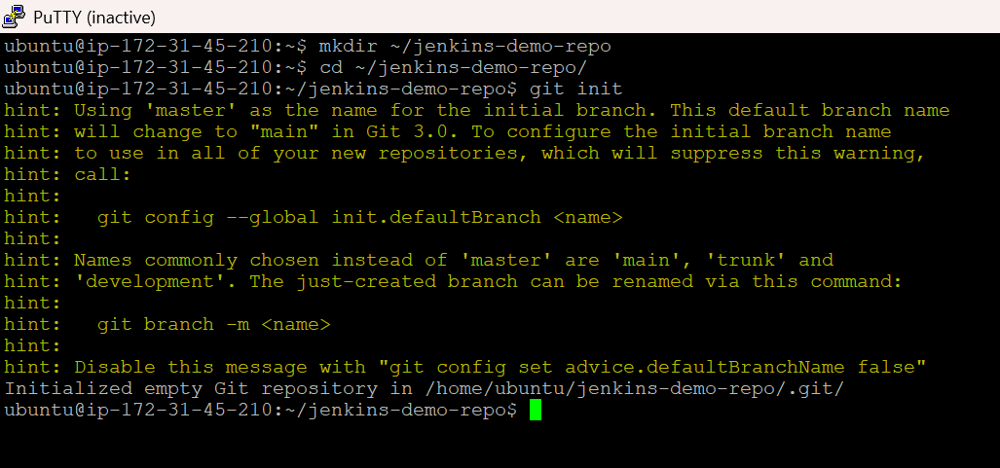 PuTTY (inactive)
ubuntu@ip-172-31-45-210:~$ mkdir ~/jenkins-demo-repo
ubuntu@ip-172-31-45-210:~$ cd ~/jenkins-demo-repo/
ubuntu@ip-172-31-45-210:~/jenkins-demo-repo$ git init
hint: Using 'master' as the name for the initial branch. This default branch name
hint: will change to "main" in Git 3.0. To configure the initial branch name
hint: to use in all of your new repositories, which will suppress this warning,
hint: call:
hint:
hint:   git config --global init.defaultBranch <name>
hint:
hint: Names commonly chosen instead of 'master' are 'main', 'trunk' and
hint: 'development'. The just-created branch can be renamed via this command:
hint:
hint:   git branch -m <name>
hint:
hint: Disable this message with "git config set advice.defaultBranchName false"
Initialized empty Git repository in /home/ubuntu/jenkins-demo-repo/.git/
ubuntu@ip-172-31-45-210:~/jenkins-demo-repo$